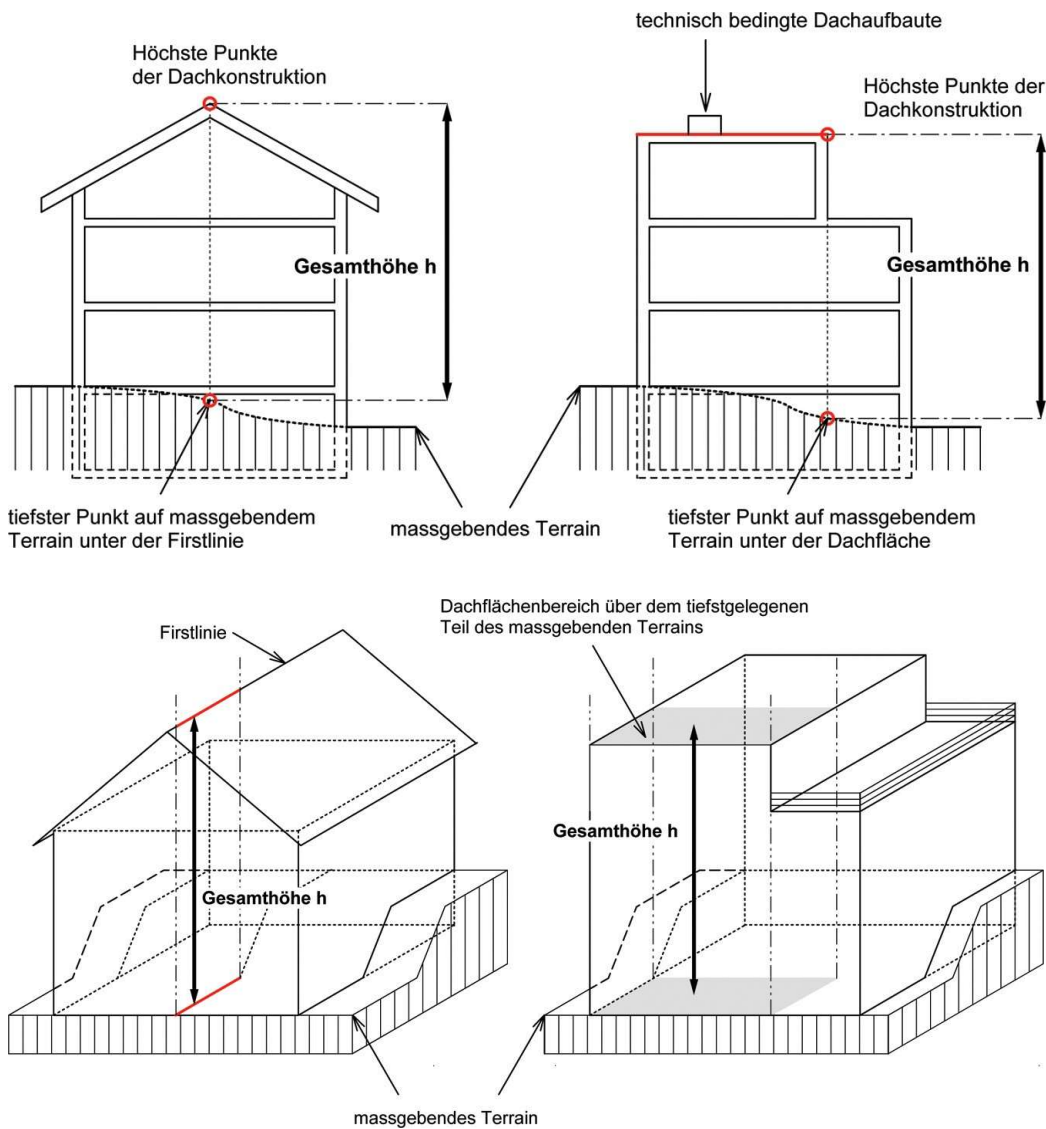 technisch bedingte Dachaufbaute
Höchste Punkte
der Dachkonstruktion
Höchste Punkte der
Dachkonstruktion
Gesamthöhe h
Gesamthöhe h
tiefster Punkt auf massgebendem
Terrain unter der Firstlinie
massgebendes Terrain
tiefster Punkt auf massgebendem
Terrain unter der Dachfläche
Firstlinie
Dachflächenbereich über dem tiefstgelegenen
Teil des massgebenden Terrains
Gesamthöhe h
Gesamthöhe h
massgebendes Terrain